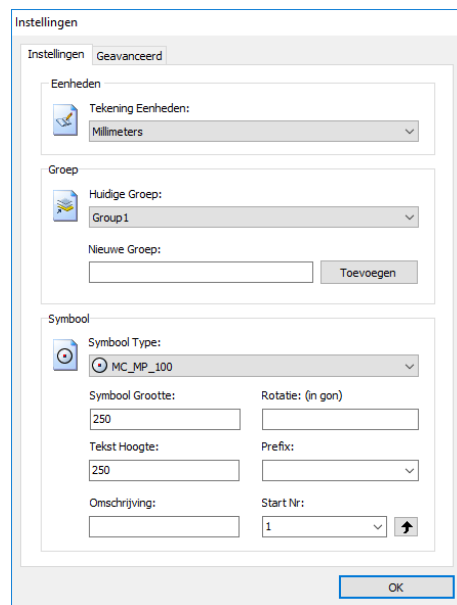 Instellingen
Instellingen Geavanceerd
Eenheden
Tekening Eenheden:
Millimeters
Groep
Huidige Groep:
Group1
Nieuwe Groep:
Toevoegen
Symbool
Symbool Type:
MC_MP_100
Symbool Grootte: Rotatie: (in gon)
250
Tekst Hoogte: Prefix:
250
Omschrijving: Start Nr:
1
OK